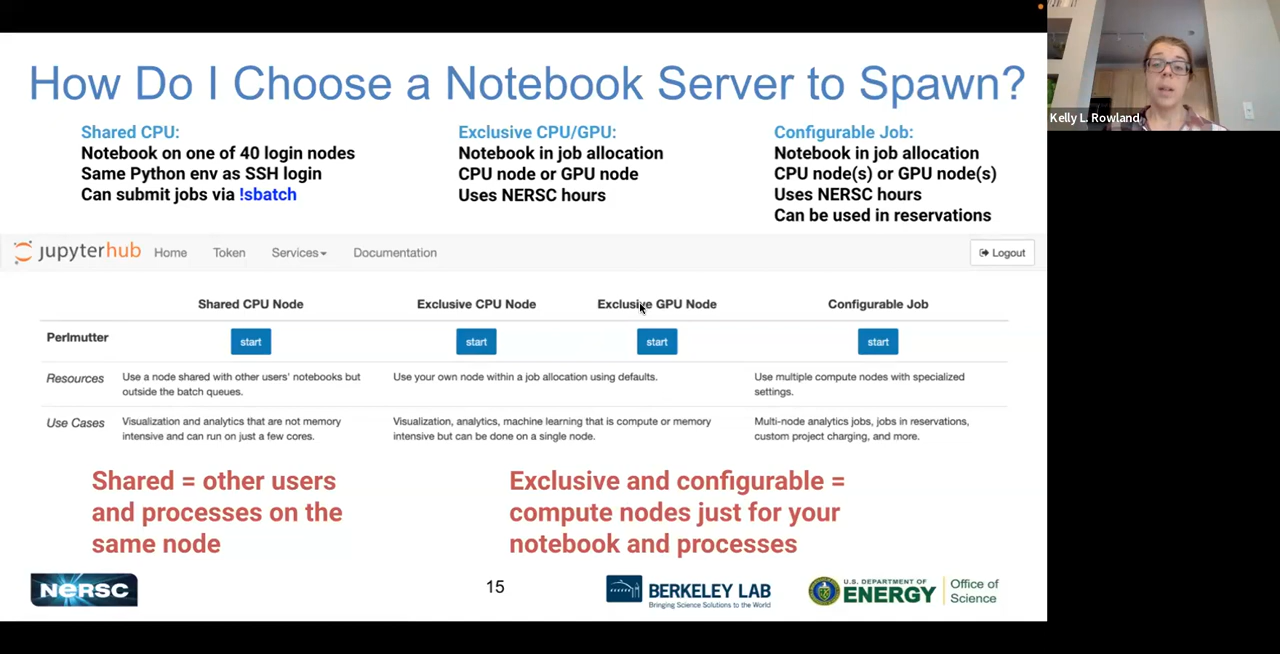 How Do I Choose a Notebook Server to Spawn?
Kelly L. Rowland
Shared CPU:
Notebook on one of 40 login nodes
Same Python env as SSH login
Can submit jobs via !sbatch
Exclusive CPU/GPU:
Notebook in job allocation
CPU node or GPU node
Uses NERSC hours
Configurable Job:
Notebook in job allocation
CPU node(s) or GPU node(s)
Uses NERSC hours
Can be used in reservations
jupyterhub Home Token Services Documentation Logout
Shared CPU Node Exclusive CPU Node Exclusive GPU Node Configurable Job
Perlmutter start start start start
Resources
Use a node shared with other users' notebooks but
outside the batch queues.
Use your own node within a job allocation using defaults.
Use multiple compute nodes with specialized
settings.
Use Cases
Visualization and analytics that are not memory
intensive and can run on just a few cores.
Visualization, analytics, machine learning that is compute or memory
intensive but can be done on a single node.
Multi-node analytics jobs, jobs in reservations,
custom project charging, and more.
Shared = other users
and processes on the
same node
Exclusive and configurable =
compute nodes just for your
notebook and processes
NERSC
15
BERKELEY LAB
Bringing Science Solutions to the World
U.S. DEPARTMENT OF
ENERGY
Office of
Science